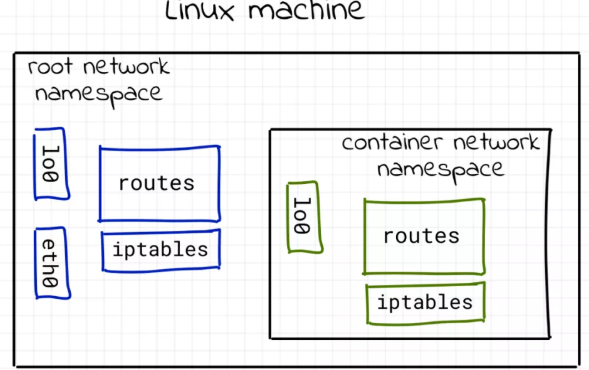 Linux machine
root network
namespace
lo0
routes
iptables
eth0
container network
namespace
lo0
routes
iptables